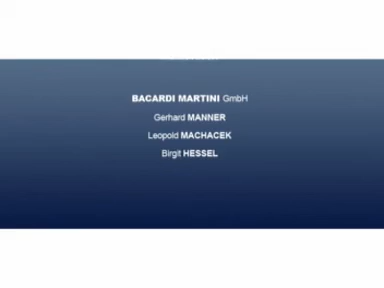 BACARDI MARTINI GmbH
Gerhard MANNER
Leopold MACHACEK
Birgit HESSEL